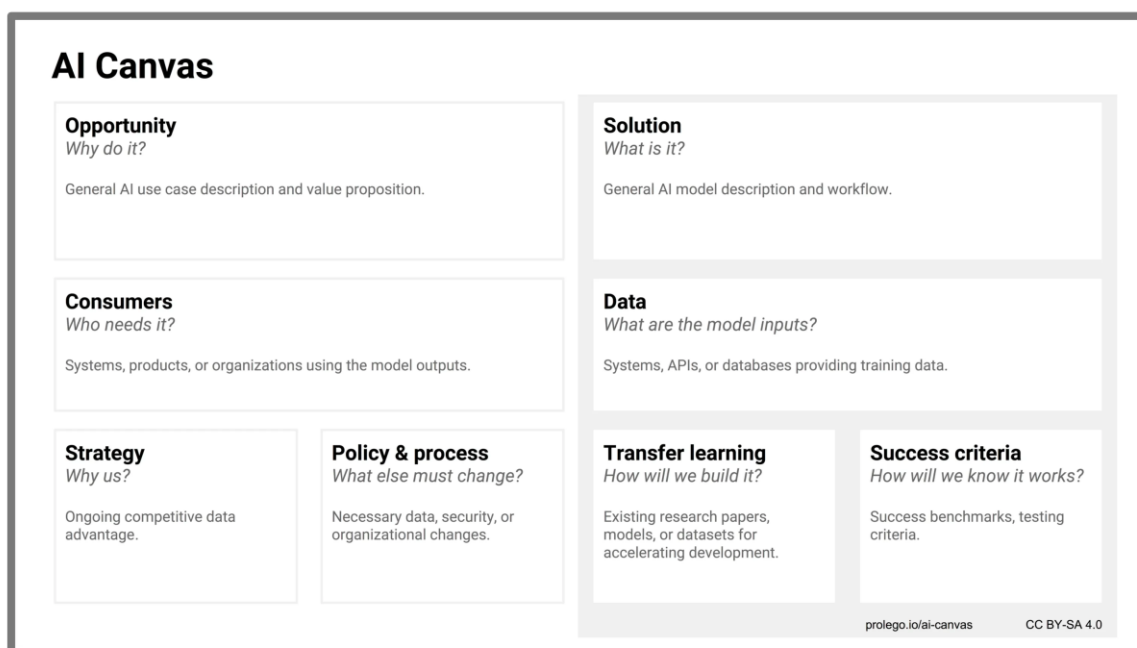 AI Canvas
Opportunity
Why do it?
General AI use case description and value proposition.
Solution
What is it?
General AI model description and workflow.
Consumers
Who needs it?
Systems, products, or organizations using the model outputs.
Data
What are the model inputs?
Systems, APIs, or databases providing training data.
Strategy
Why us?
Ongoing competitive data
advantage.
Policy & process
What else must change?
Necessary data, security, or
organizational changes.
Transfer learning
How will we build it?
Existing research papers,
models, or datasets for
accelerating development.
Success criteria
How will we know it works?
Success benchmarks, testing
criteria.
prolego.io/ai-canvas
CC BY-SA 4.0